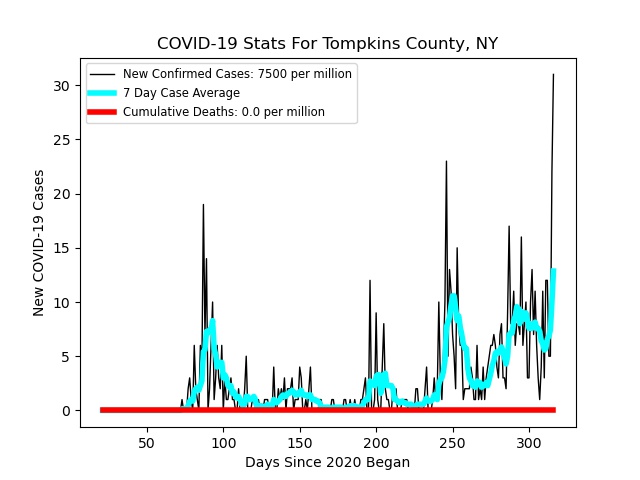 COVID-19 Stats For Tompkins County, NY
New Confirmed Cases: 7500 per million
7 Day Case Average
Cumulative Deaths: 0.0 per million
New COVID-19 Cases
30
25
20
15
10
5
0
50 100 150 200 250 300
Days Since 2020 Began